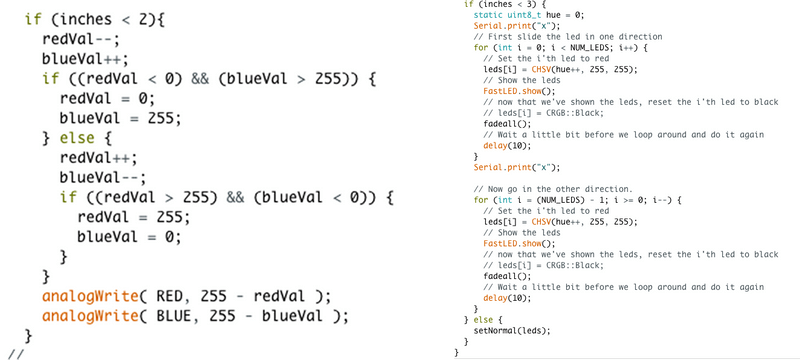 if (inches < 2){
redVal--;
blueVal++;
if ((redVal < 0) && (blueVal > 255)) {
redVal = 0;
blueVal = 255;
} else {
redVal++;
blueVal--;
if ((redVal > 255) && (blueVal < 0)) {
redVal = 255;
blueVal = 0;
}
}
analogWrite( RED, 255 - redVal );
analogWrite( BLUE, 255 - blueVal );
}
//
if (inches < 3) {
static uint8_t hue = 0;
Serial.print("x");
// First slide the led in one direction
for (int i = 0; i < NUM_LEDS; i++) {
// Set the i'th led to red
leds[i] = CHSV(hue++, 255, 255);
// Show the leds
FastLED.show();
// now that we've shown the leds, reset the i'th led to black
// leds[i] = CRGB::Black;
fadeall();
// Wait a little bit before we loop around and do it again
delay(10);
}
Serial.print("x");
// Now go in the other direction.
for (int i = (NUM_LEDS) - 1; i >= 0; i--) {
// Set the i'th led to red
leds[i] = CHSV(hue++, 255, 255);
// Show the leds
FastLED.show();
// now that we've shown the leds, reset the i'th led to black
// leds[i] = CRGB::Black;
fadeall();
// Wait a little bit before we loop around and do it again
delay(10);
}
} else {
setNormal(leds);
}
}